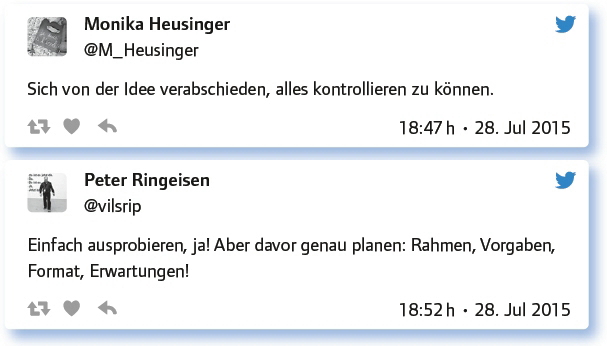 Monika Heusinger
@M_Heusinger
Sich von der Idee verabschieden, alles kontrollieren zu können.
18:47 h · 28. Jul 2015
Peter Ringeisen
@vilsrip
Einfach ausprobieren, ja! Aber davor genau planen: Rahmen, Vorgaben,
Format, Erwartungen!
18:52 h · 28. Jul 2015